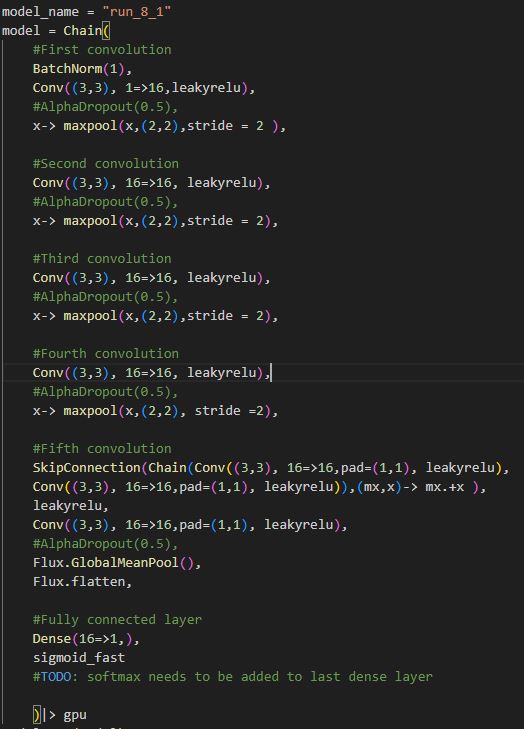 model_name = "run_8_1"
model = Chain(
#First convolution
BatchNorm(1),
Conv((3,3), 1=>16,leakyrelu),
#AlphaDropout(0.5),
x-> maxpool(x,(2,2),stride = 2 ),
#Second convolution
Conv((3,3), 16=>16, leakyrelu),
#AlphaDropout(0.5),
x-> maxpool(x,(2,2),stride = 2),
#Third convolution
Conv((3,3), 16=>16, leakyrelu),
#AlphaDropout(0.5),
x-> maxpool(x,(2,2),stride = 2),
#Fourth convolution
Conv((3,3), 16=>16, leakyrelu),
#AlphaDropout(0.5),
x-> maxpool(x,(2,2), stride =2),
#Fifth convolution
SkipConnection(Chain(Conv((3,3), 16=>16,pad=(1,1), leakyrelu),
Conv((3,3), 16=>16,pad=(1,1), leakyrelu)),(mx,x)-> mx.+x ),
leakyrelu,
Conv((3,3), 16=>16,pad=(1,1), leakyrelu),
#AlphaDropout(0.5),
Flux.GlobalMeanPool(),
Flux.flatten,
#Fully connected layer
Dense(16=>1,),
sigmoid_fast
#TODO: softmax needs to be added to last dense layer
)|> gpu